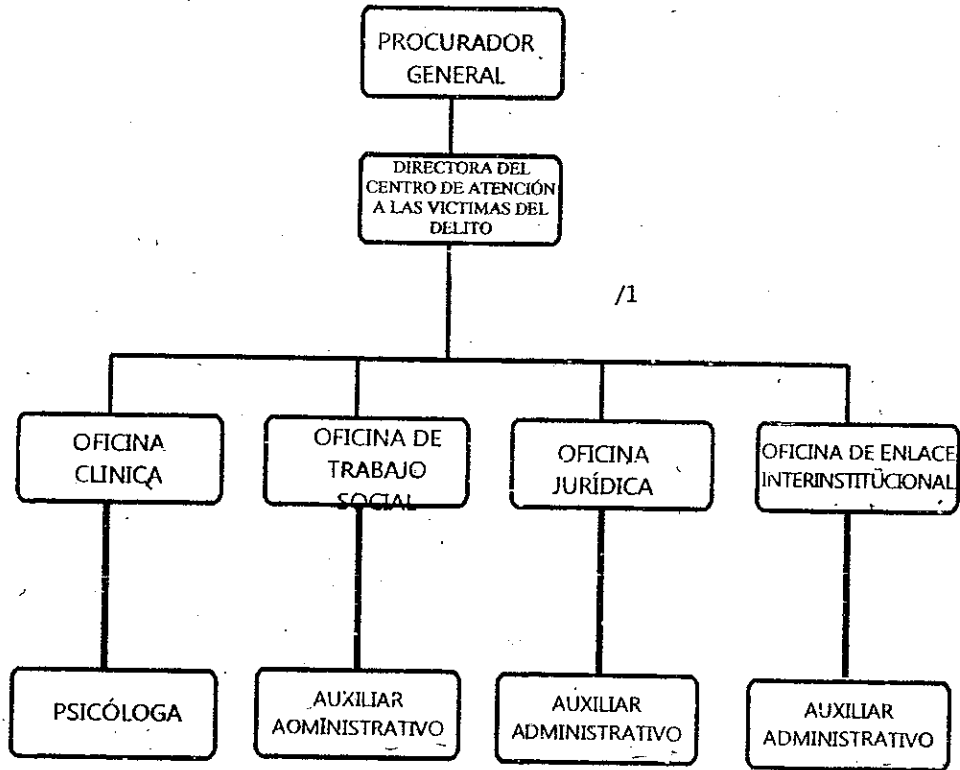 PROCURADOR
GENERAL
DIRECTORA DEL
CENTRO DE ATENCIÓN
A LAS VICTIMAS DEL
DELITO
/1
OFICINA
CLINICA
OFICINA DE
TRABAJO
SOCIAL
OFICINA
JURÍDICA
OFICINA DE ENLACE
INTERINSTITUCIONAL
PSICÓLOGA
AUXILIAR
AOMINISTRATIVO
AUXILIAR
ADMINISTRATIVO
AUXILIAR
ADMINISTRATIVO